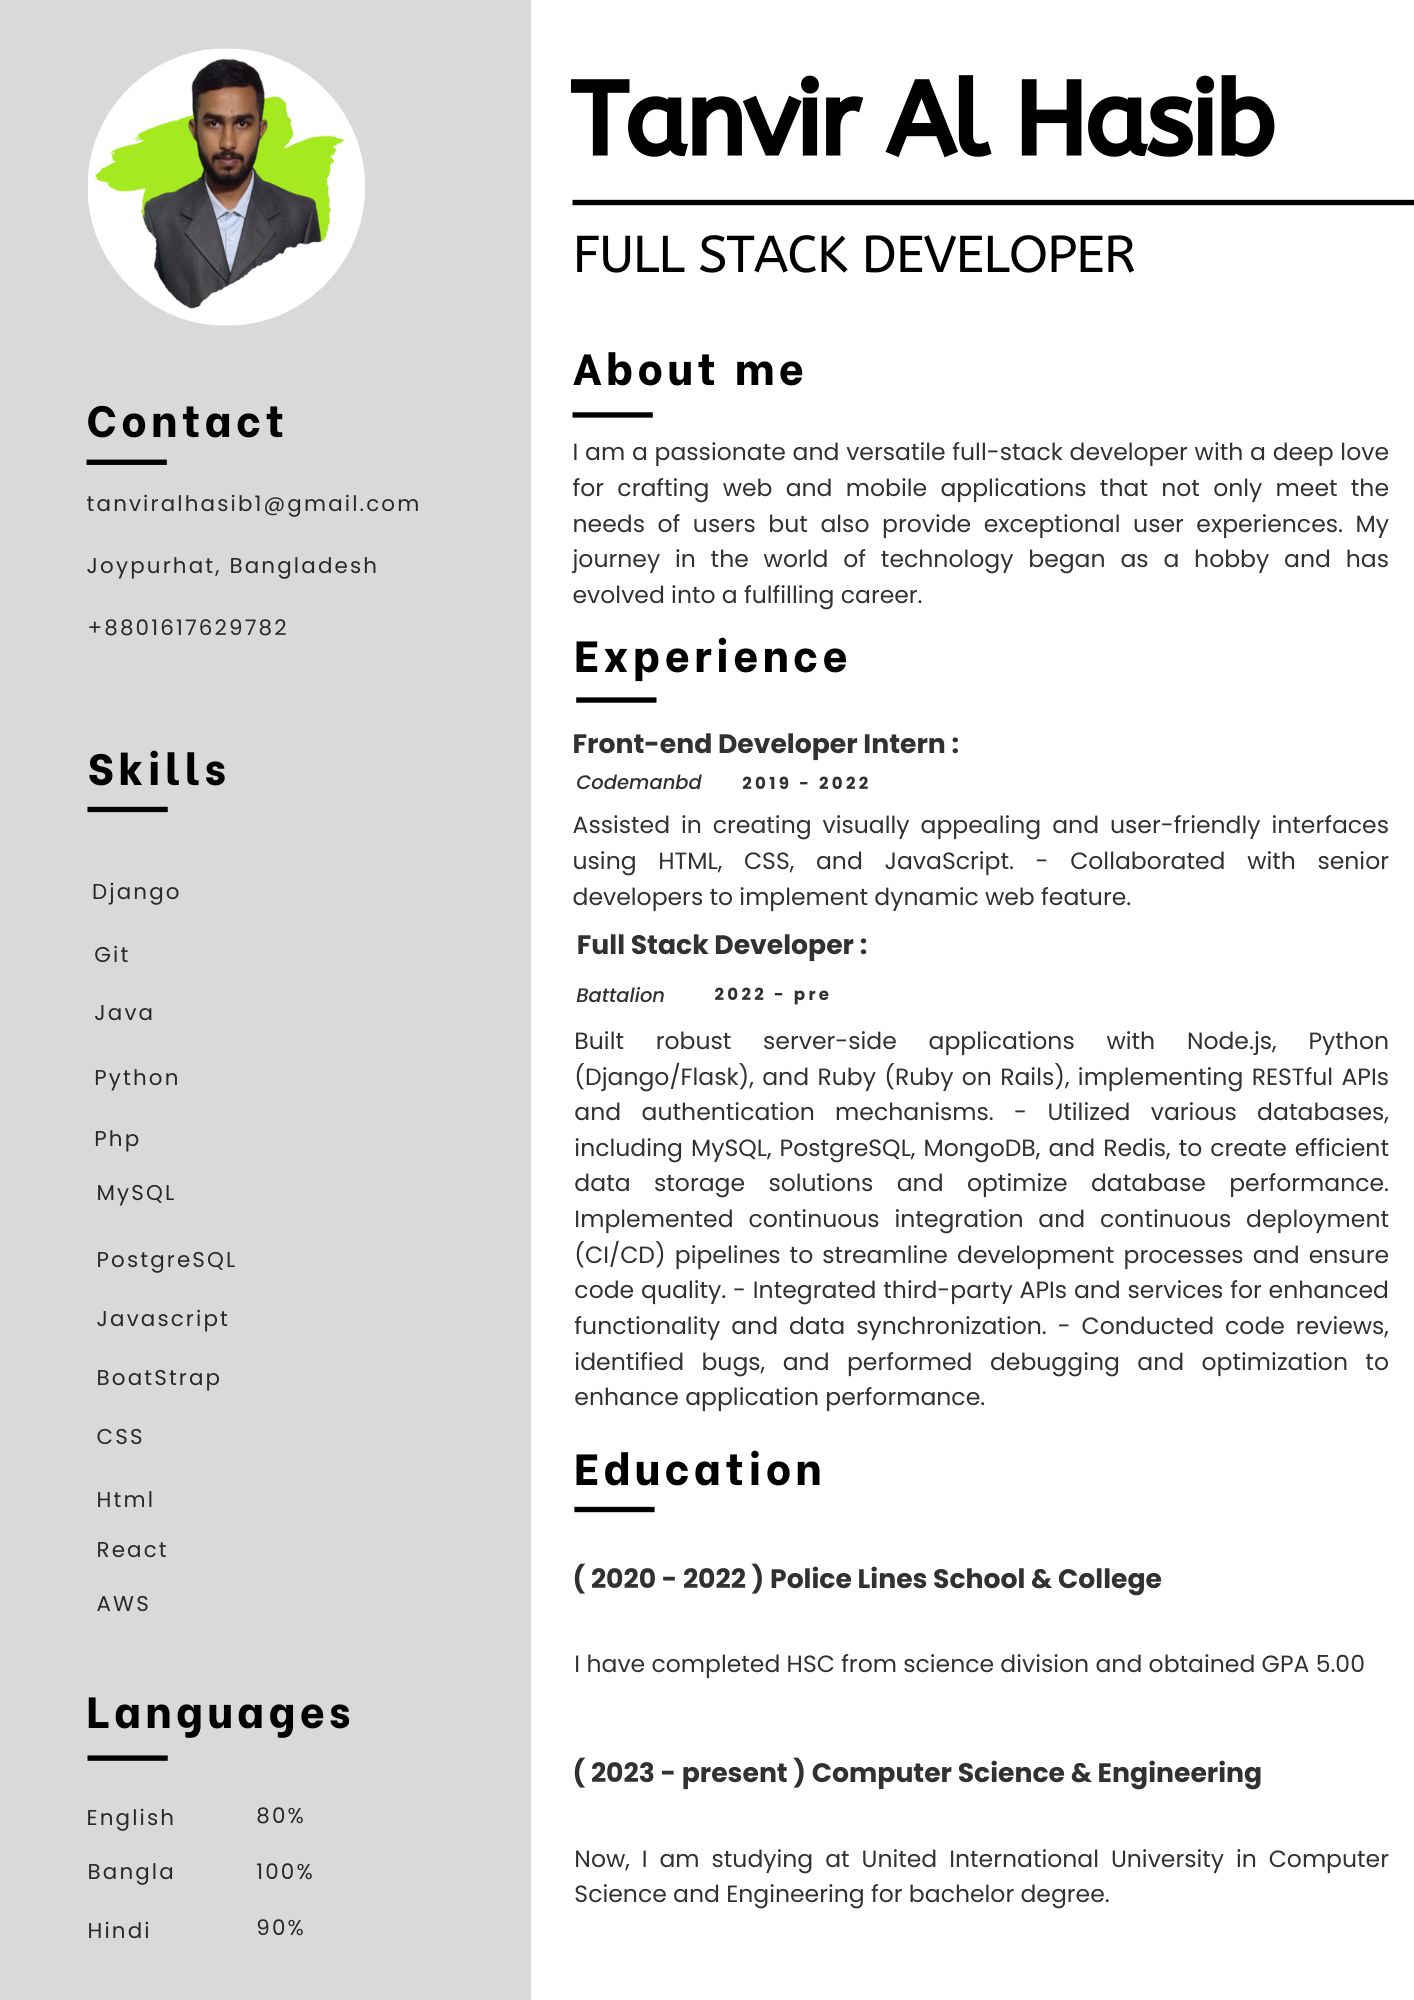 Tanvir Al Hasib
FULL STACK DEVELOPER
Contact
tanviralhasib1@gmail.com
Joypurhat, Bangladesh
+8801617629782
Skills
Django
Git
Java
Python
Php
MySQL
PostgreSQL
Javascript
BoatStrap
CSS
Html
React
AWS
Languages
English 80%
Bangla 100%
Hindi 90%
About me
I am a passionate and versatile full-stack developer with a deep love
for crafting web and mobile applications that not only meet the
needs of users but also provide exceptional user experiences. My
journey in the world of technology began as a hobby and has
evolved into a fulfilling career.
Experience
Front-end Developer Intern :
Codemanbd 2019 - 2022
Assisted in creating visually appealing and user-friendly interfaces
using HTML, CSS, and JavaScript. - Collaborated with senior
developers to implement dynamic web feature.
Full Stack Developer :
Battalion 2022 - pre
Built robust server-side applications with Node.js, Python
(Django/Flask), and Ruby (Ruby on Rails), implementing RESTful APIs
and authentication mechanisms. - Utilized various databases,
including MySQL, PostgreSQL, MongoDB, and Redis, to create efficient
data storage solutions and optimize database performance.
Implemented continuous integration and continuous deployment
(CI/CD) pipelines to streamline development processes and ensure
code quality. - Integrated third-party APIs and services for enhanced
functionality and data synchronization. - Conducted code reviews,
identified bugs, and performed debugging and optimization to
enhance application performance.
Education
( 2020 - 2022 ) Police Lines School & College
I have completed HSC from science division and obtained GPA 5.00
( 2023 - present ) Computer Science & Engineering
Now, I am studying at United International University in Computer
Science and Engineering for bachelor degree.